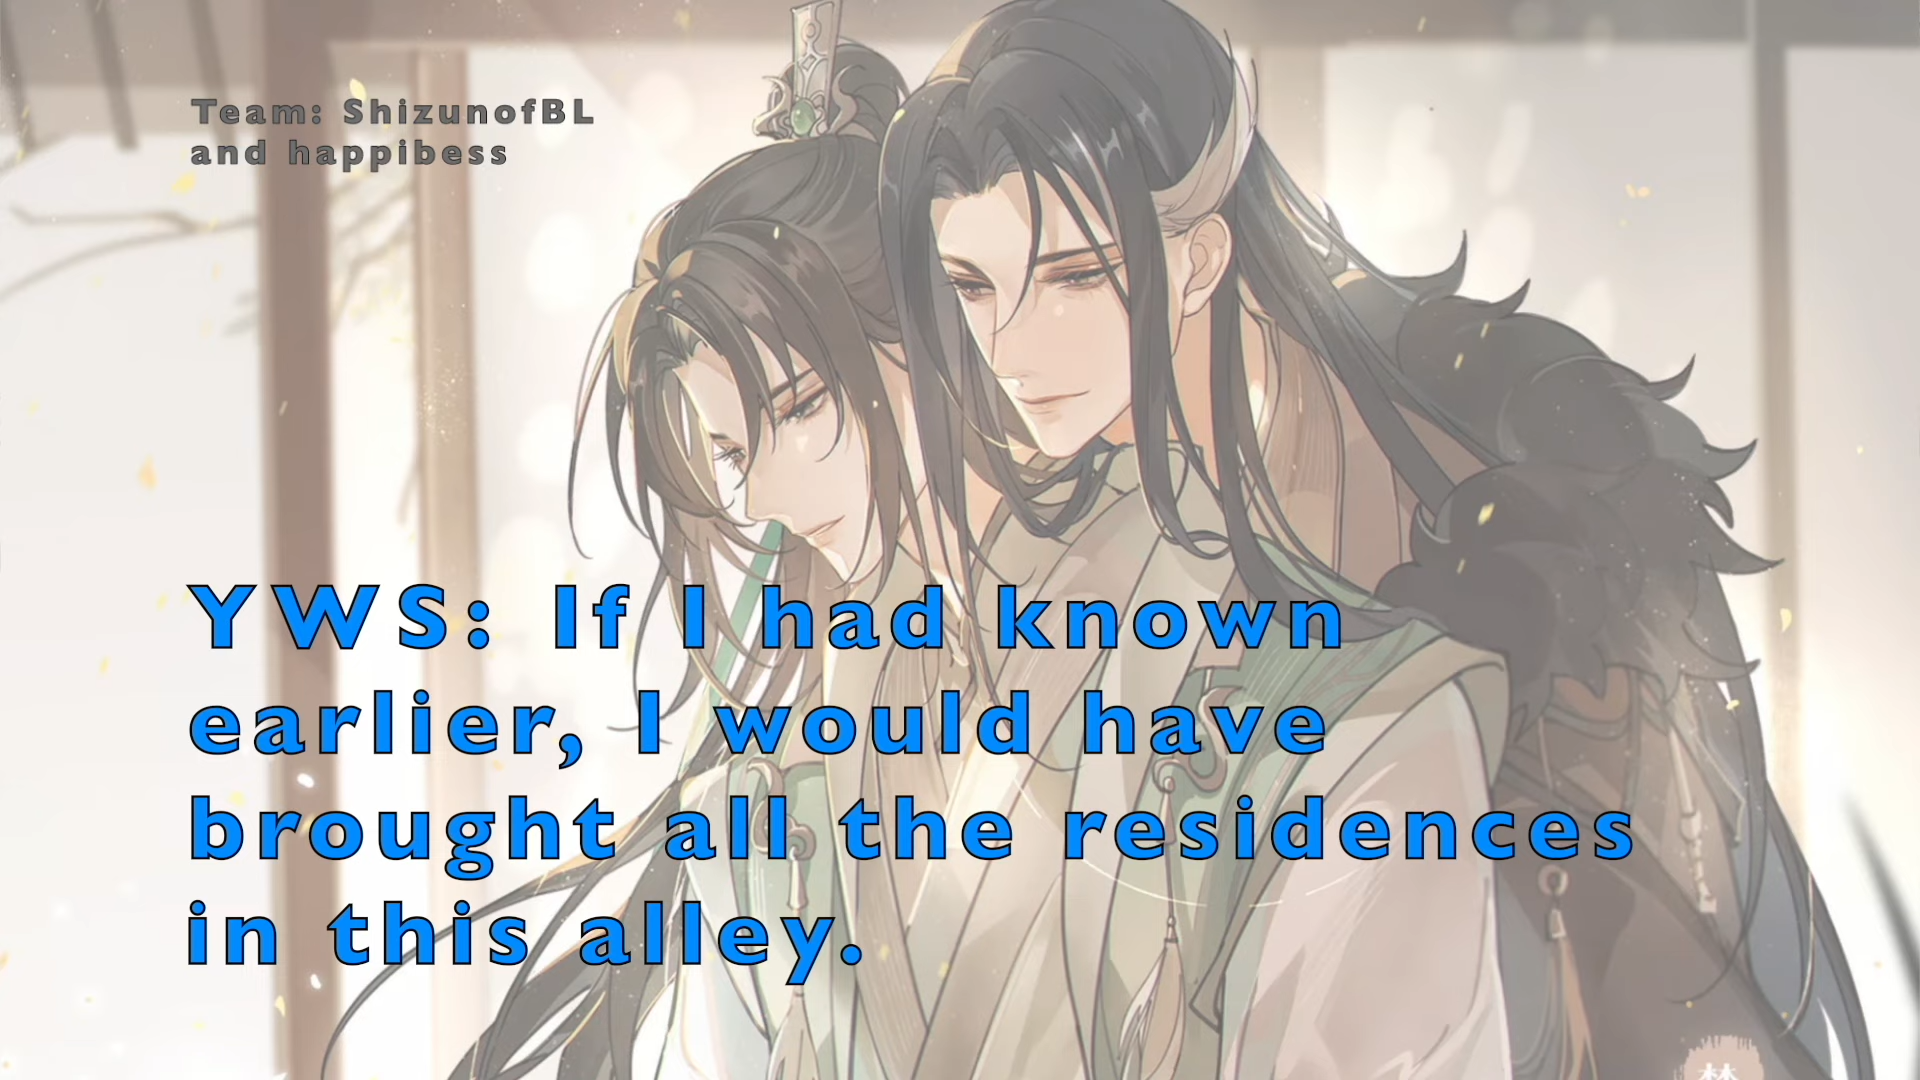 Team: ShizunofBL
and happibess
YWS: If I had known
earlier, I would have
brought all the residences
in this alley.